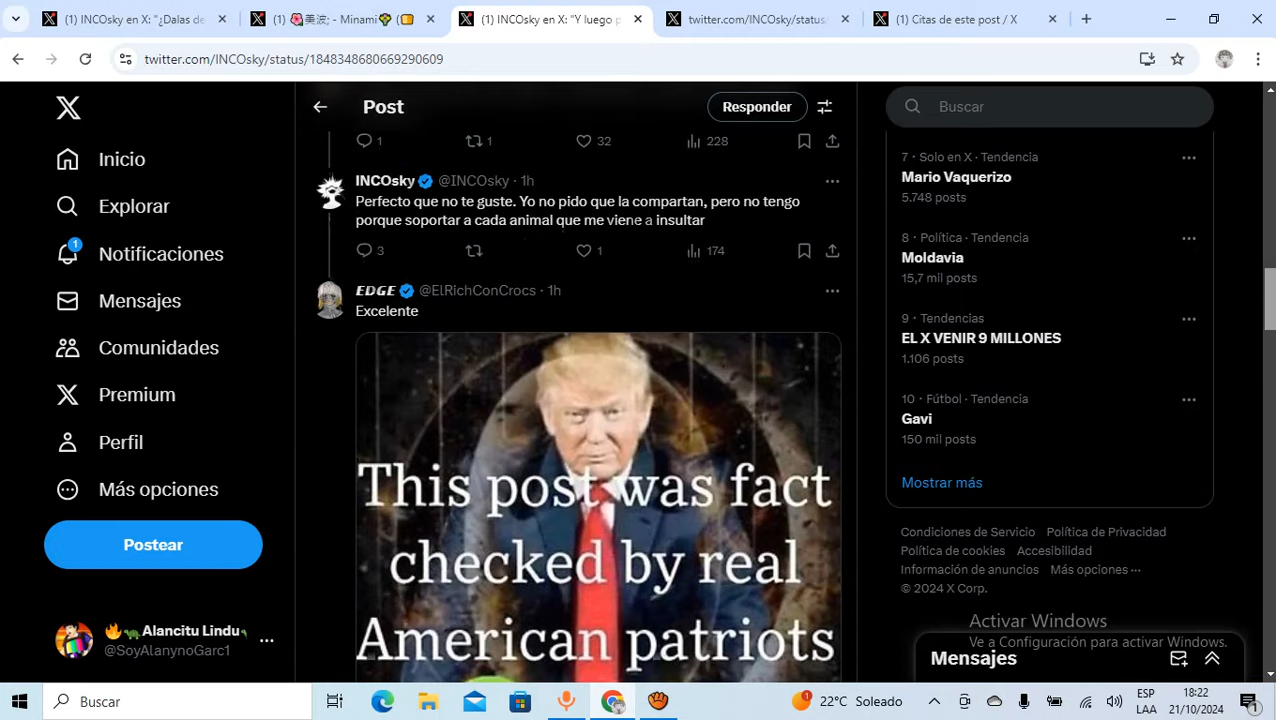 (1) INCOsky en X: "¿Dalas de
(1) 🌸美波; - Minami🌳 (🟧
(1) INCOsky en X: "Y luego p
twitter.com/INCOsky/status/
(1) Citas de este post / X
twitter.com/INCOsky/status/1848348680669290609
Post
Responder
Buscar
Inicio
Explorar
1
Notificaciones
Mensajes
Comunidades
Premium
Perfil
Más opciones
Postear
🔥🦎Alancitu Lindu
@SoyAlanynoGarc1
1 1 32 228
INCOsky @INCOsky · 1h
Perfecto que no te guste. Yo no pido que la compartan, pero no tengo
porque soportar a cada animal que me viene a insultar
3 1 174
EDGE @ElRichConCrocs · 1h
Excelente
This post was fact
checked by real
American patriots
7 · Solo en X · Tendencia
Mario Vaquerizo
5.748 posts
8 · Política · Tendencia
Moldavia
15,7 mil posts
9 · Tendencias
EL X VENIR 9 MILLONES
1.106 posts
10 · Fútbol · Tendencia
Gavi
150 mil posts
Mostrar más
Condiciones de Servicio Política de Privacidad
Política de cookies Accesibilidad
Información de anuncios Más opciones ···
© 2024 X Corp.
Activar Windows
Ve a Configuración para activar Windows.
Mensajes
Buscar
1
22°C Soleado
ESP
LAA
8:22
21/10/2024
1